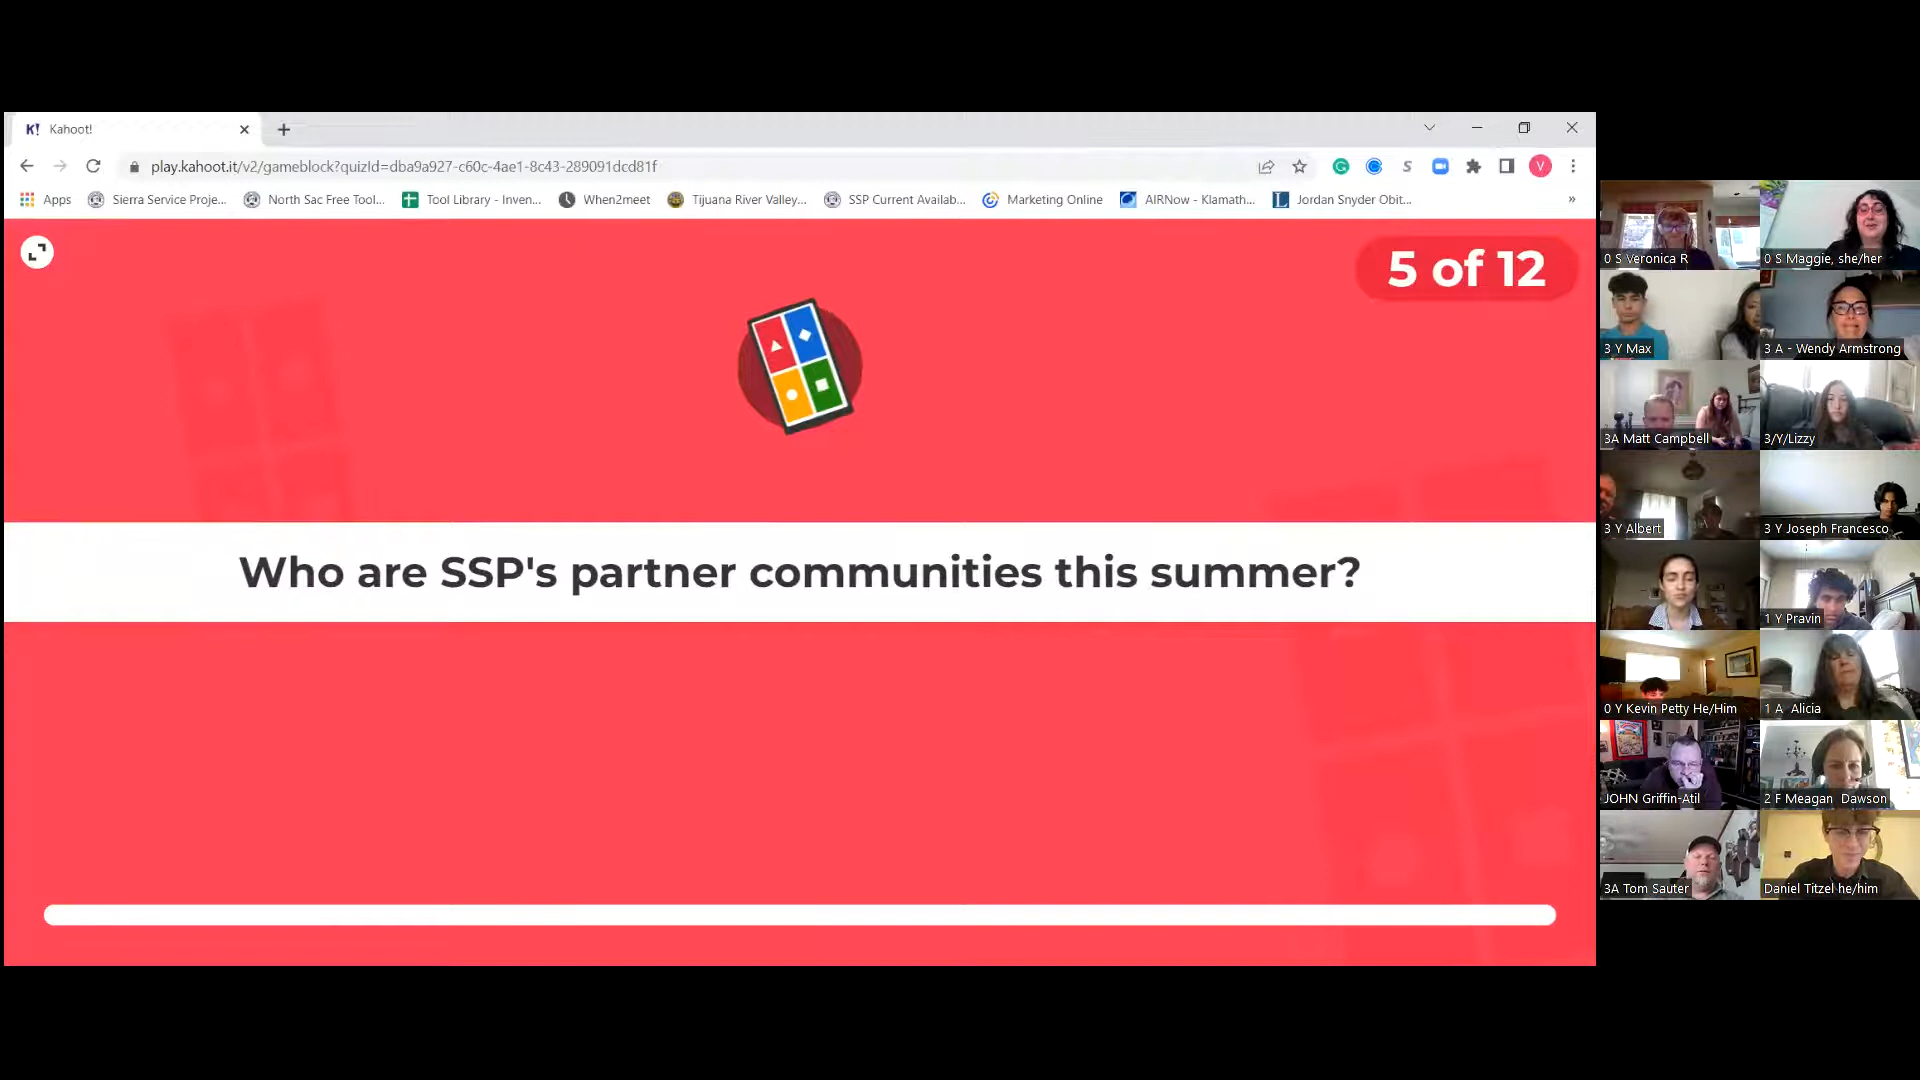 K! Kahoot!
play.kahoot.it/v2/gameblock?quizId=dba9a927-c60c-4ae1-8c43-289091dcd81f
V
Apps
Sierra Service Proje...
North Sac Free Tool...
Tool Library - Inven...
When2meet
Tijuana River Valley...
SSP Current Availab...
Marketing Online
AIRNow - Klamath...
L Jordan Snyder Obit...
»
5 of 12
Who are SSP's partner communities this summer?
0 S Veronica R
0 S Maggie, she/her
3 Y Max
3 A - Wendy Armstrong
3A Matt Campbell
3/Y/Lizzy
3 Y Albert
3 Y Joseph Francesco
1 Y Pravin
0 Y Kevin Petty He/Him
1 A Alicia
JOHN Griffin-Atil
2 F Meagan Dawson
3A Tom Sauter
Daniel Titzel he/him